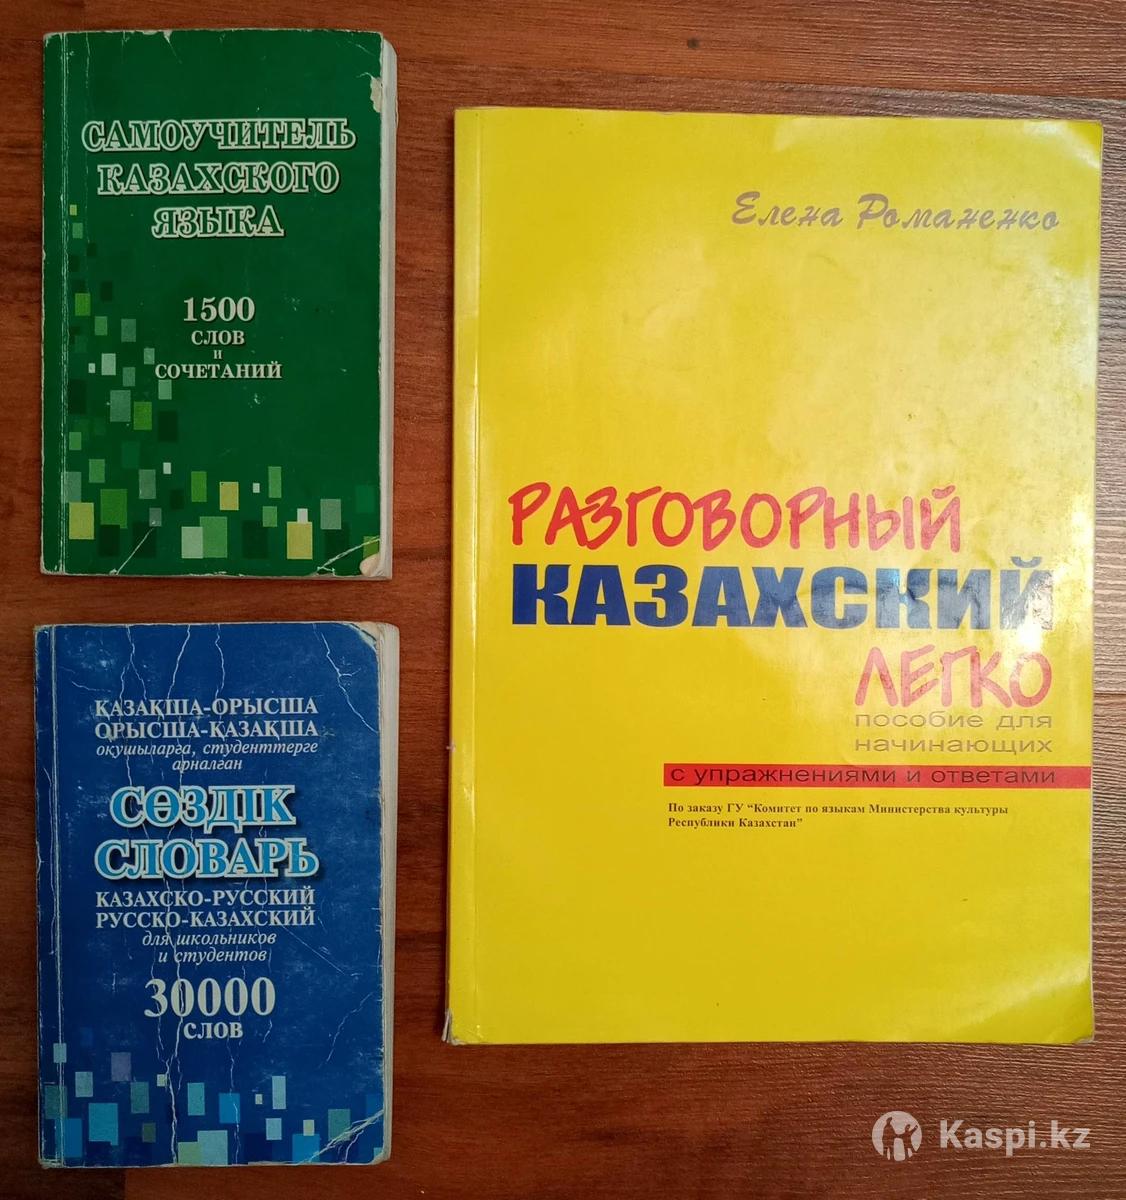 САМОУЧИТЕЛЬ
КАЗАХСКОГО
ЯЗЫКА
1500
СЛОВ
и
СОЧЕТАНИЙ
ҚАЗАҚША-ОРЫСША
ОРЫСША-ҚАЗАҚША
оқушыларға, студенттерге
арналған
СӨЗДІК
СЛОВАРЬ
КАЗАХСКО-РУССКИЙ
РУССКО-КАЗАХСКИЙ
для школьников
и студентов
30000
СЛОВ
Елена Романенко
РАЗГОВОРНЫЙ
КАЗАХСКИЙ
ЛЕГКО
пособие для
начинающих
с упражнениями и ответами
По заказу ГУ "Комитет по языкам Министерства культуры
Республики Казахстан"
Kaspi.kz